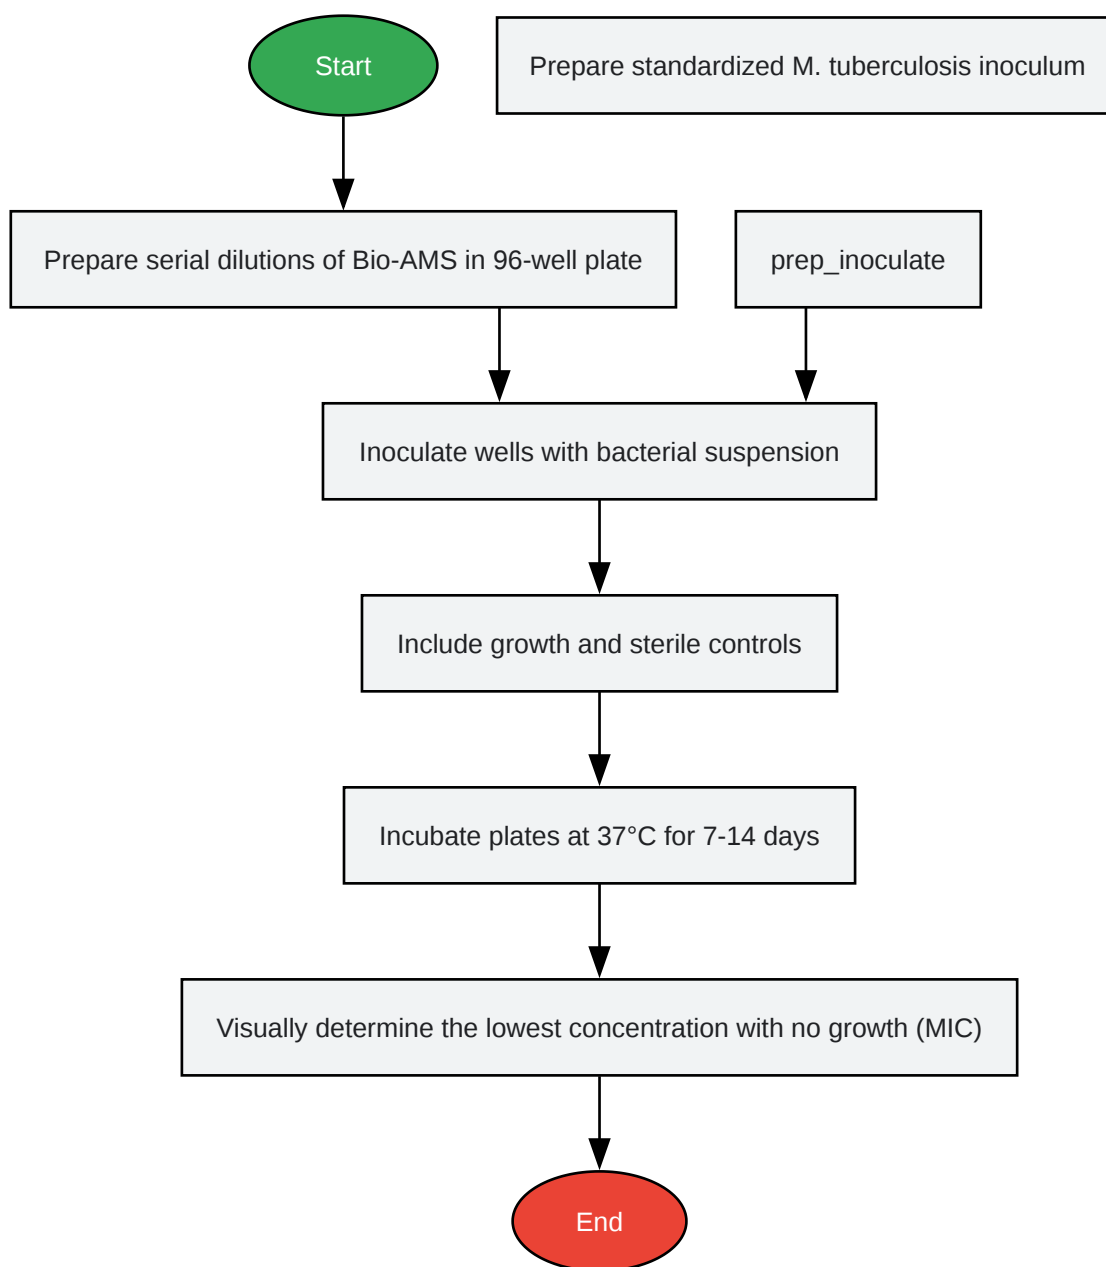 Start
Prepare standardized M. tuberculosis inoculum
Prepare serial dilutions of Bio-AMS in 96-well plate
prep_inoculate
Inoculate wells with bacterial suspension
Include growth and sterile controls
Incubate plates at 37°C for 7-14 days
Visually determine the lowest concentration with no growth (MIC)
End